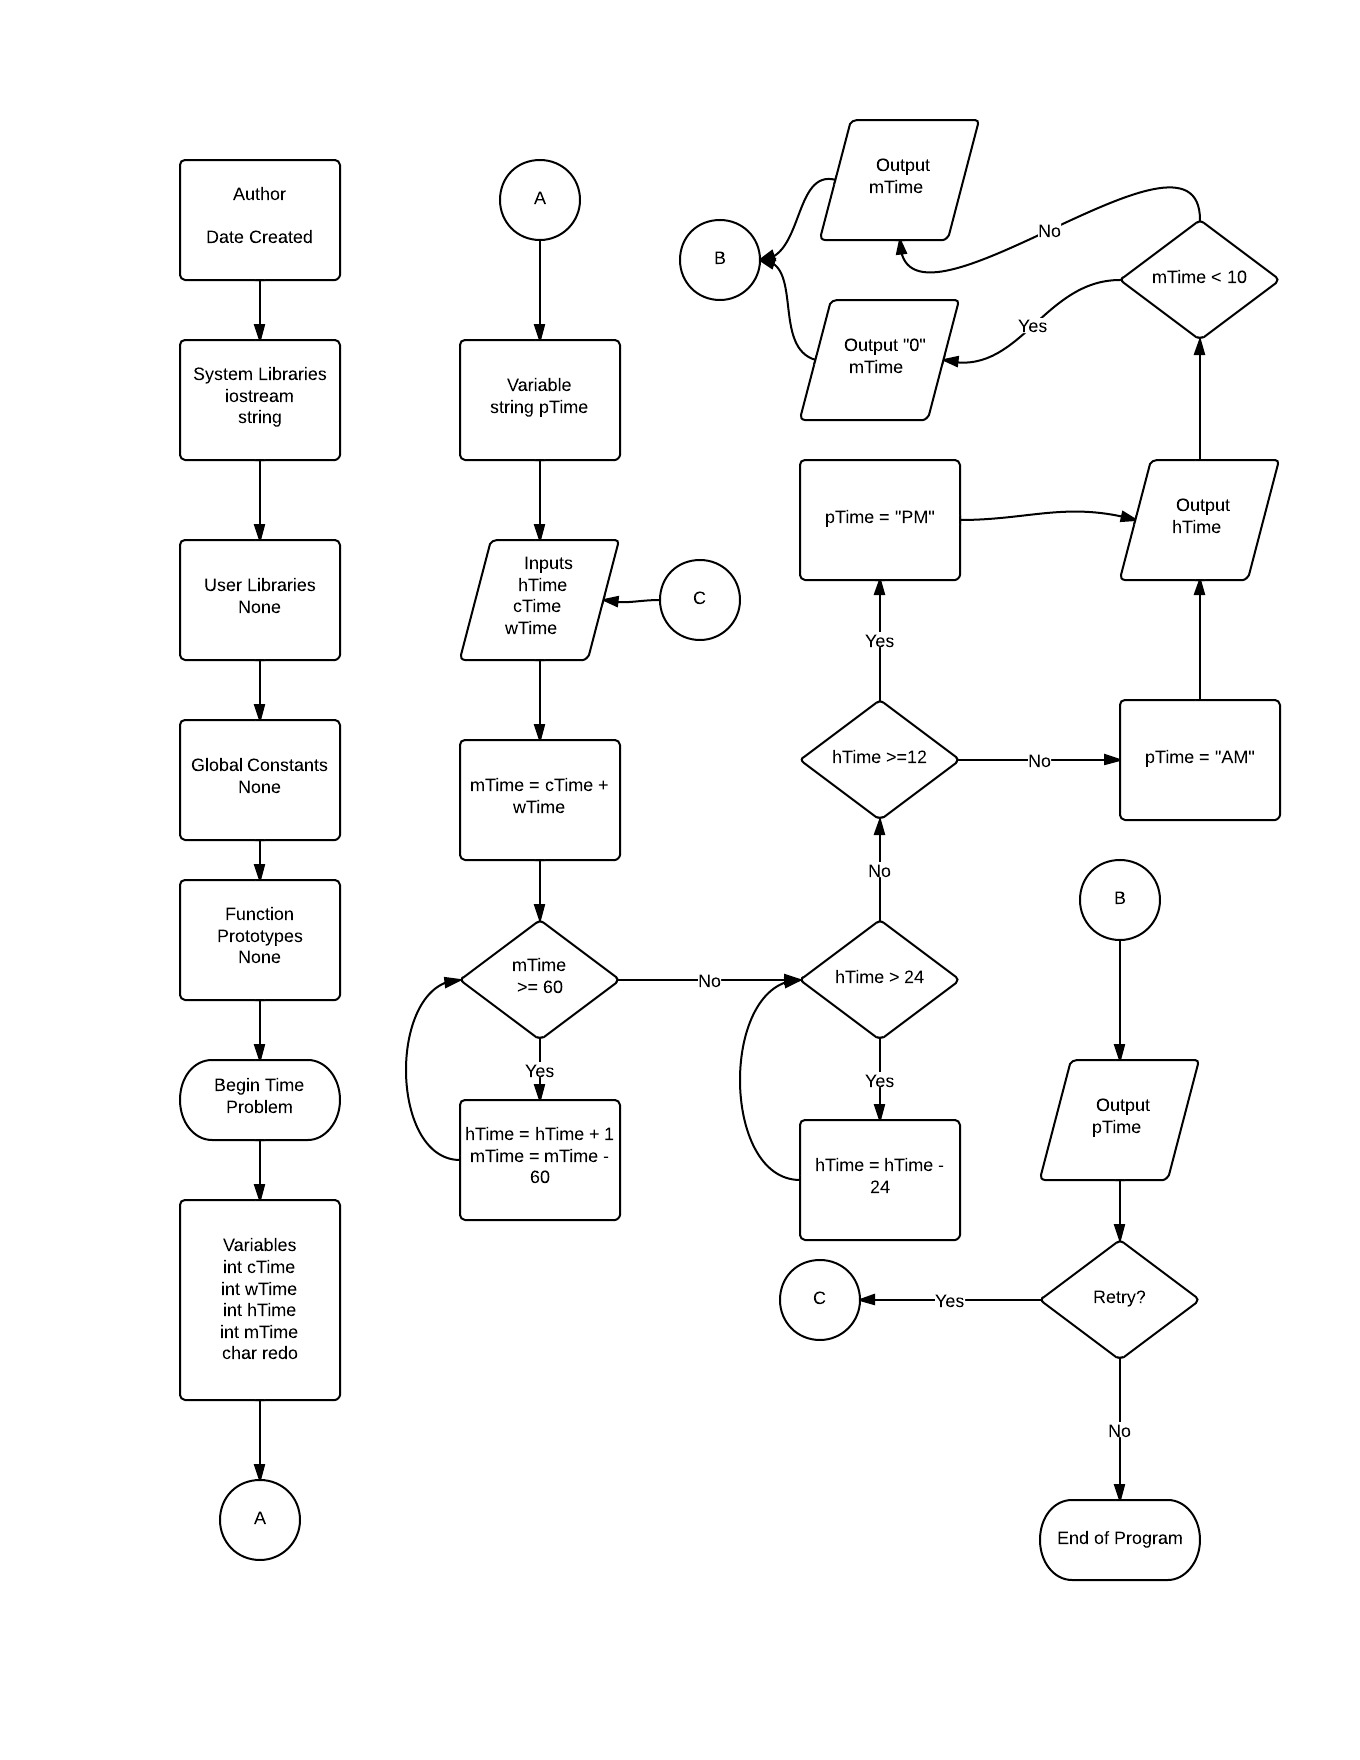 Author
Date Created
System Libraries
iostream
string
User Libraries
None
Global Constants
None
Function
Prototypes
None
Begin Time
Problem
Variables
int cTime
int wTime
int hTime
int mTime
char redo
A
A
Variable
string pTime
Inputs
hTime
cTime
wTime
C
mTime = cTime +
wTime
mTime
>= 60
No
Yes
hTime = hTime + 1
mTime = mTime -
60
hTime > 24
Yes
hTime = hTime -
24
No
hTime >=12
Yes
No
pTime = "PM"
pTime = "AM"
Output
hTime
mTime < 10
No
Yes
Output
mTime
Output "0"
mTime
B
B
Output
pTime
Retry?
Yes
C
No
End of Program